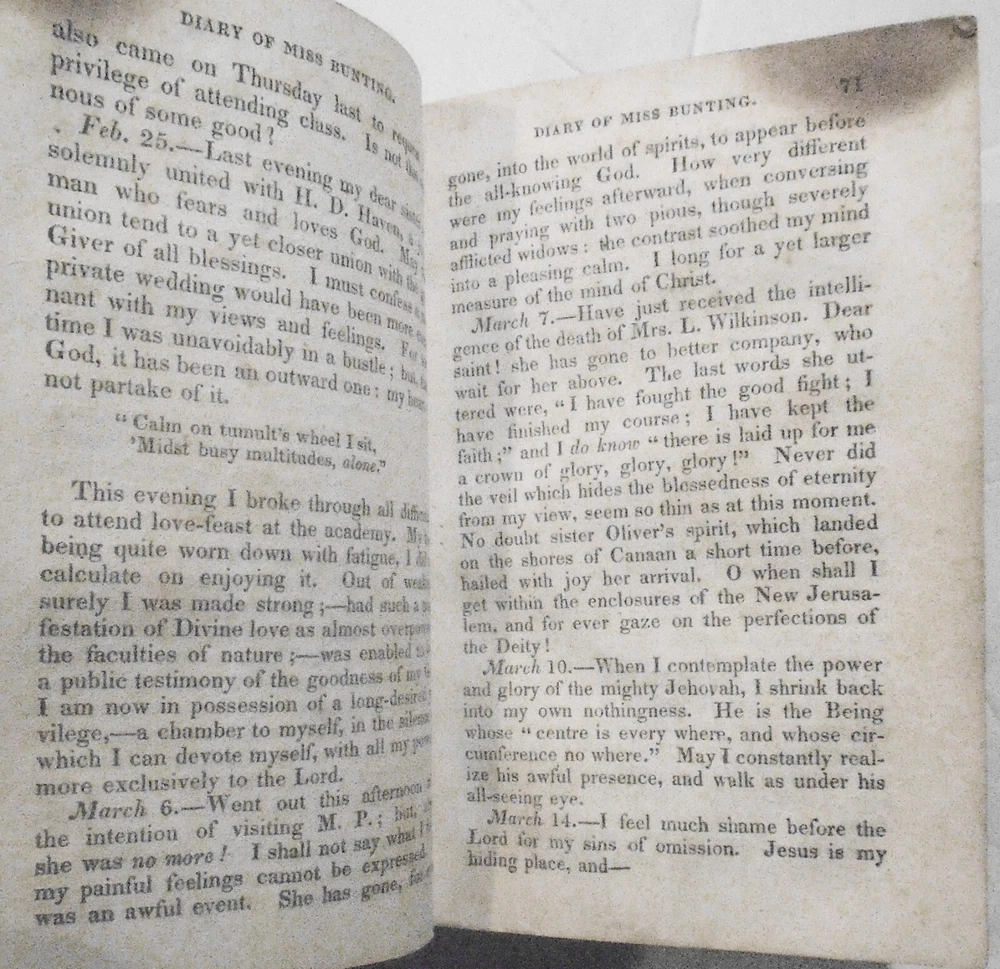 DIARY OF MISS BUNTING.
also came on Thursday last to
privilege of attending class. Is not
nous of some good?
Feb. 25.—Last evening my dear
solemnly united with H. D. Haven,
man who fears and loves God. May
union tend to a yet closer union with the
Giver of all blessings. I must confess
private wedding would have been more
nant with my views and feelings. For
time I was unavoidably in a bustle; but,
God, it has been an outward one: my
not partake of it.
"Calm on tumult's wheel I sit,
'Midst busy multitudes, alone."
This evening I broke through all
to attend love-feast at the academy. My
being quite worn down with fatigue, I
calculate on enjoying it. Out of
surely I was made strong;—had such a
festation of Divine love as almost
the faculties of nature;—was enabled
a public testimony of the goodness of
I am now in possession of a long-desired
vilege,—a chamber to myself, in the
which I can devote myself, with all my
more exclusively to the Lord.
March 6.—Went out this afternoon
the intention of visiting M. P.; but,
she was no more! I shall not say what I
my painful feelings cannot be expressed.
was an awful event. She has gone,
71
DIARY OF MISS BUNTING.
gone, into the world of spirits, to appear before
the all-knowing God. How very different
were my feelings afterward, when conversing
and praying with two pious, though severely
afflicted widows: the contrast soothed my mind
into a pleasing calm. I long for a yet larger
measure of the mind of Christ.
March 7.—Have just received the intelli-
gence of the death of Mrs. L. Wilkinson. Dear
saint! she has gone to better company, who
wait for her above. The last words she ut-
tered were, "I have fought the good fight; I
have finished my course; I have kept the
faith;" and I do know "there is laid up for me
a crown of glory, glory, glory!" Never did
the veil which hides the blessedness of eternity
from my view, seem so thin as at this moment.
No doubt sister Oliver's spirit, which landed
on the shores of Canaan a short time before,
hailed with joy her arrival. O when shall I
get within the enclosures of the New Jerusa-
lem, and for ever gaze on the perfections of
the Deity!
March 10.—When I contemplate the power
and glory of the mighty Jehovah, I shrink back
into my own nothingness. He is the Being
whose "centre is every where, and whose cir-
cumference no where." May I constantly real-
ize his awful presence, and walk as under his
all-seeing eye.
March 14.—I feel much shame before the
Lord for my sins of omission. Jesus is my
hiding place, and—